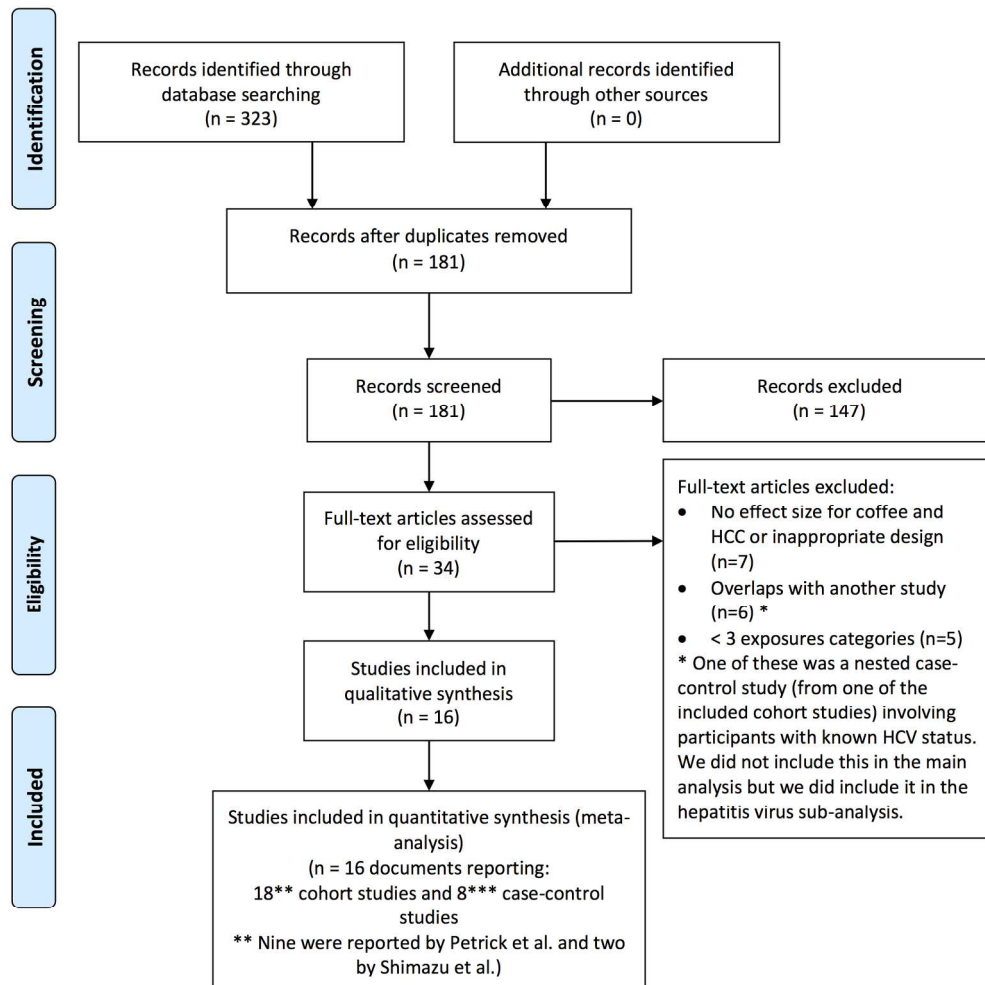 Identification
Records identified through
database searching
(n = 323)
Additional records identified
through other sources
(n = 0)
Records after duplicates removed
(n = 181)
Screening
Records screened
(n = 181)
Records excluded
(n = 147)
Eligibility
Full-text articles assessed
for eligibility
(n = 34)
Full-text articles excluded:
• No effect size for coffee and
HCC or inappropriate design
(n=7)
• Overlaps with another study
(n=6) *
• < 3 exposures categories (n=5)
* One of these was a nested case-
control study (from one of the
included cohort studies) involving
participants with known HCV status.
We did not include this in the main
analysis but we did include it in the
hepatitis virus sub-analysis.
Studies included in
qualitative synthesis
(n = 16)
Included
Studies included in quantitative synthesis (meta-
analysis)
(n = 16 documents reporting:
18** cohort studies and 8*** case-control
studies
** Nine were reported by Petrick et al. and two
by Shimazu et al.)